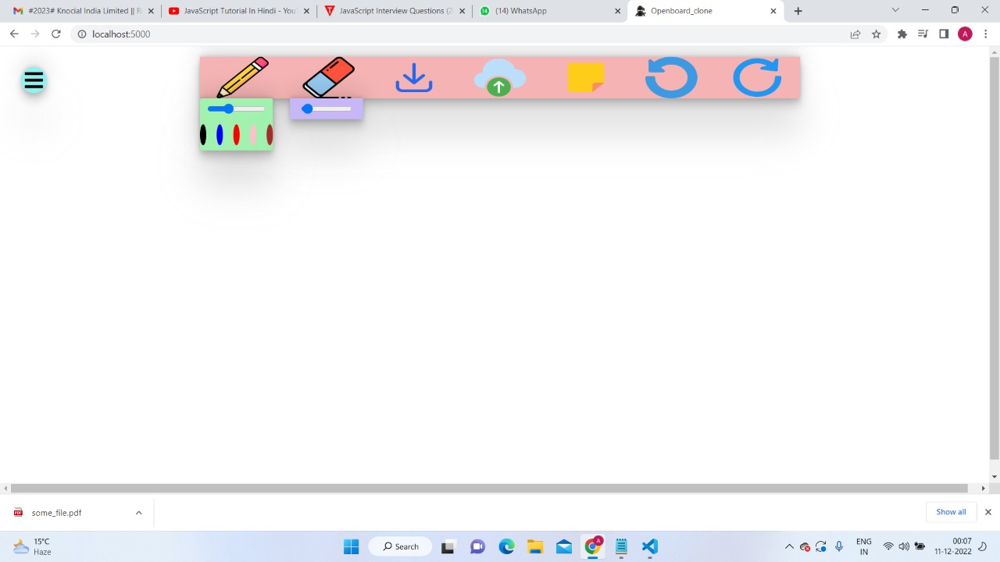 #2023# Knocial India Limited || R
JavaScript Tutorial In Hindi - You
JavaScript Interview Questions (2
(14) WhatsApp
Openboard_clone
localhost:5000
some_file.pdf
Show all
15°C
Haze
Search
ENG
IN
00:07
11-12-2022